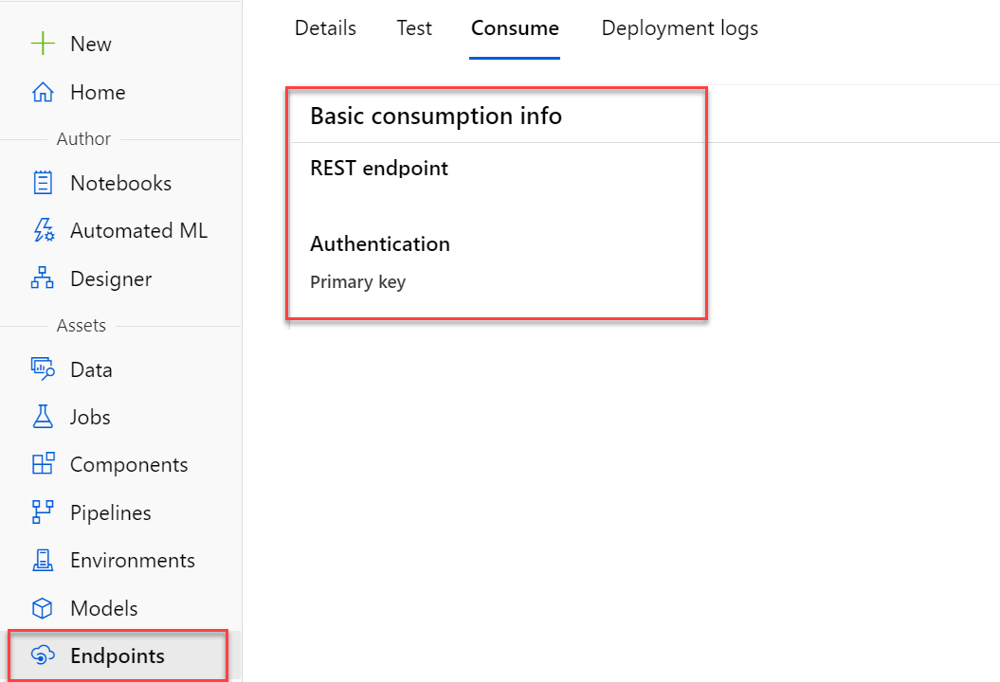 New
Home
Author
Notebooks
Automated ML
Designer
Assets
Data
Jobs
Components
Pipelines
Environments
Models
Endpoints
Details Test Consume Deployment logs
Basic consumption info
REST endpoint
Authentication
Primary key